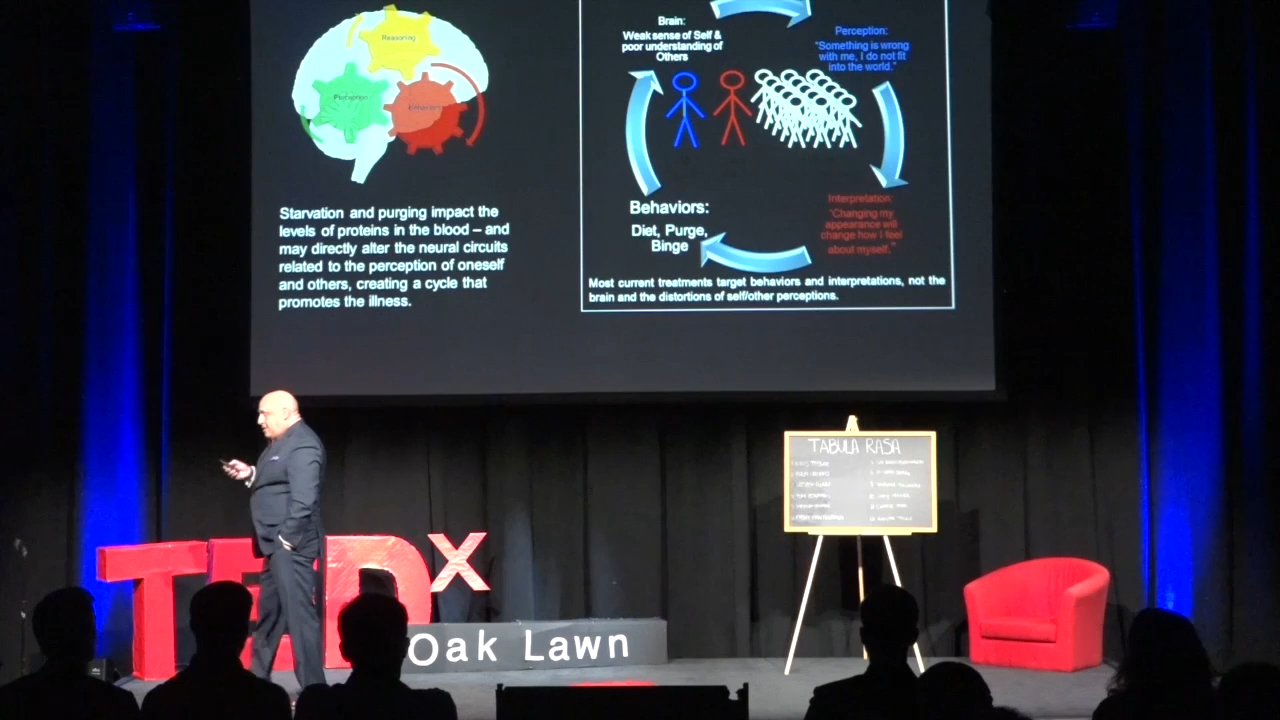 Reasoning
Perception
Behaviors
Starvation and purging impact the
levels of proteins in the blood – and
may directly alter the neural circuits
related to the perception of oneself
and others, creating a cycle that
promotes the illness.
Brain:
Weak sense of Self &
poor understanding of
Others
Perception:
"Something is wrong
with me, I do not fit
into the world."
Interpretation:
"Changing my
appearance will
change how I feel
about myself."
Behaviors:
Diet, Purge,
Binge
Most current treatments target behaviors and interpretations, not the
brain and the distortions of self/other perceptions.
TABULA RASA
TEDx
Oak Lawn